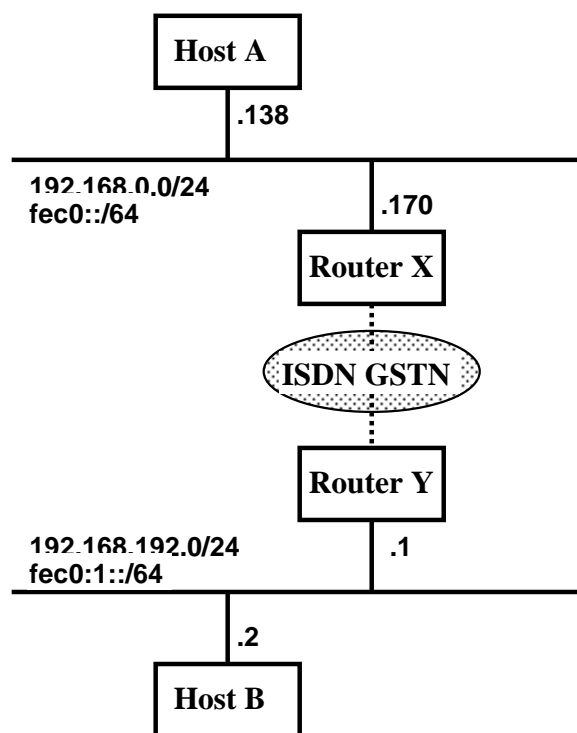 Host A
.138
192.168.0.0/24
fec0::/64
.170
Router X
ISDN GSTN
Router Y
192.168.192.0/24
.1
fec0:1::/64
.2
Host B